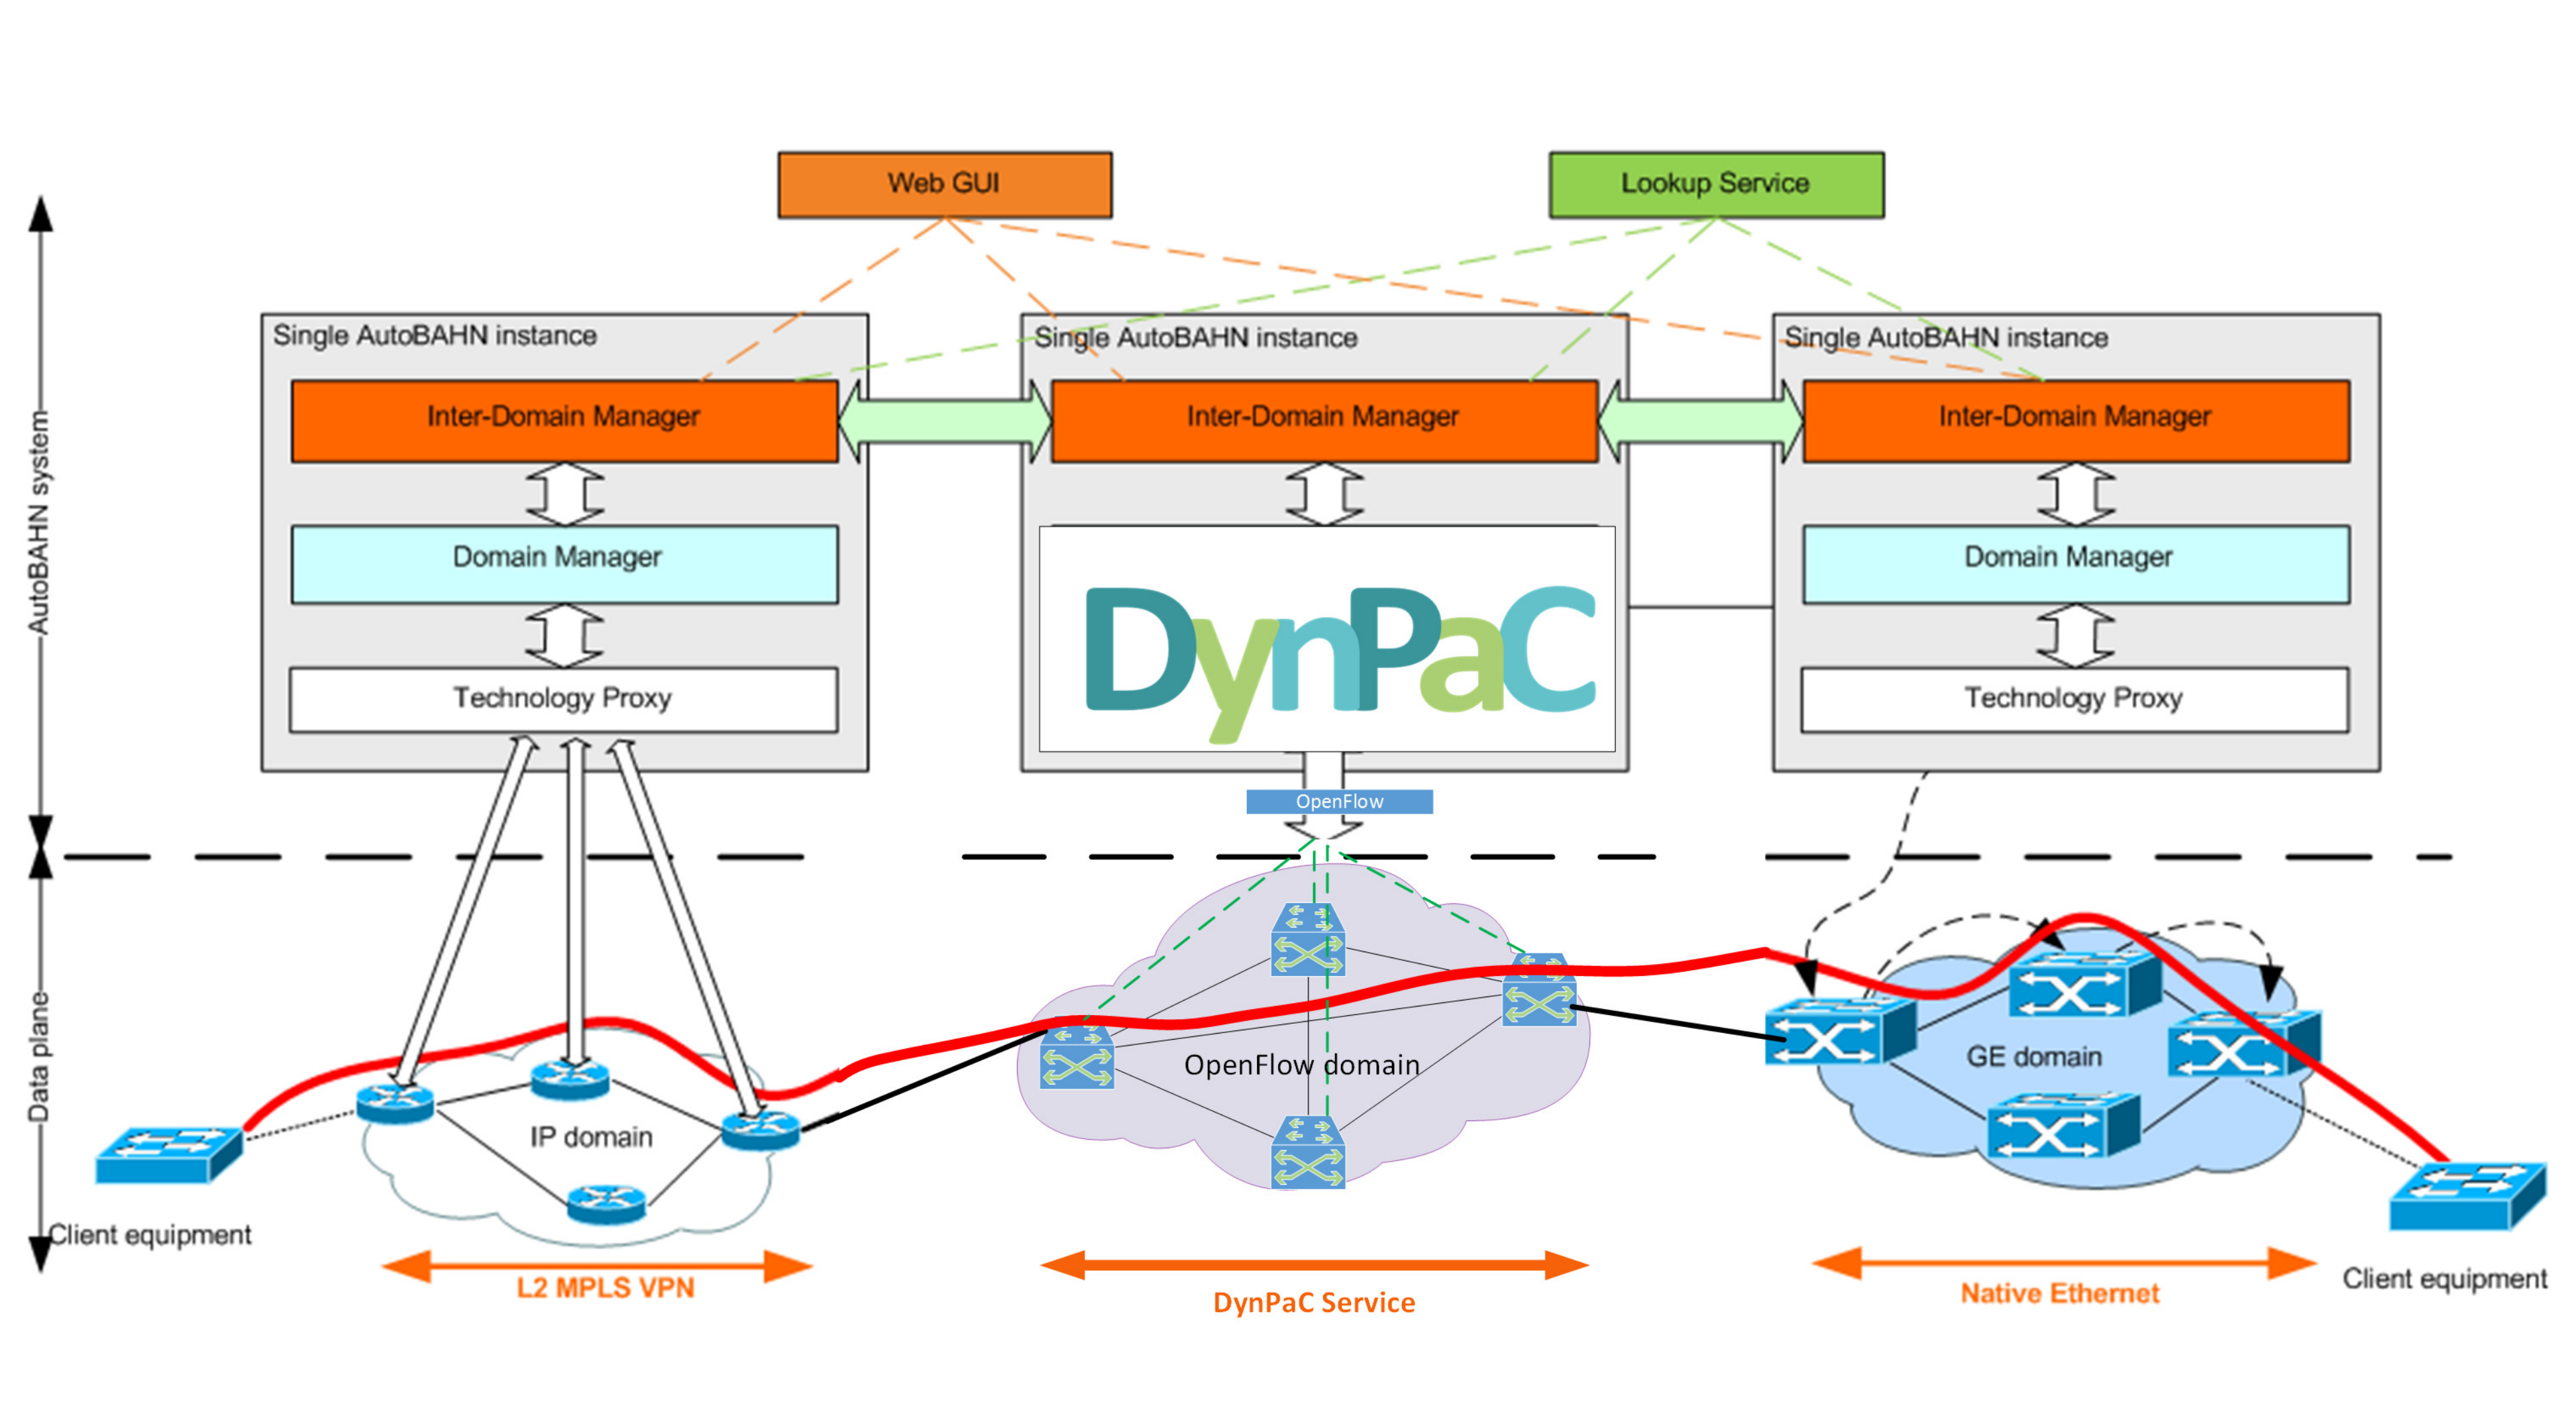 Web GUI
Lookup Service
AutoBAHN system
Single AutoBAHN instance
Single AutoBAHN instance
Single AutoBAHN instance
Inter-Domain Manager
Inter-Domain Manager
Inter-Domain Manager
Domain Manager
DynPaC
Domain Manager
Technology Proxy
Technology Proxy
OpenFlow
Data plane
IP domain
OpenFlow domain
GE domain
Client equipment
L2 MPLS VPN
DynPaC Service
Native Ethernet
Client equipment